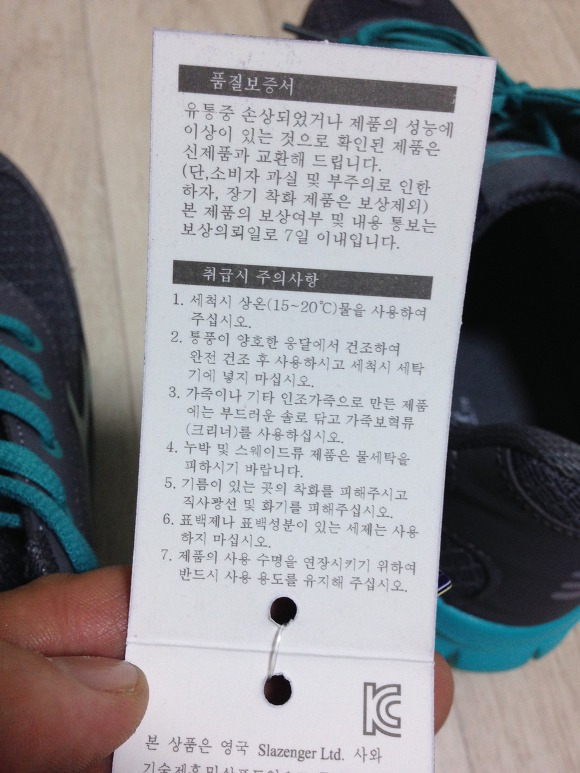 품질보증서
유통중 손상되었거나 제품의 성능에
이상이 있는 것으로 확인된 제품은
신제품과 교환해 드립니다.
(단,소비자 과실 및 부주의로 인한
하자, 장기 착화 제품은 보상제외)
본 제품의 보상여부 및 내용 통보는
보상의뢰일로 7일 이내입니다.
취급시 주의사항
1. 세척시 상온(15~20℃)물을 사용하여
주십시오.
2. 통풍이 양호한 응달에서 건조하여
완전 건조 후 사용하시고 세척시 세탁
기에 넣지 마십시오.
3. 가죽이나 기타 인조가죽으로 만든 제품
에는 부드러운 솔로 닦고 가죽보혁류
(크리너)를 사용하십시오.
4. 누박 및 스웨이드류 제품은 물세탁을
피하시기 바랍니다.
5. 기름이 있는 곳의 착화를 피해주시고
직사광선 및 화기를 피해주십시오.
6. 표백제나 표백성분이 있는 세제는 사용
하지 마십시오.
7. 제품의 사용 수명을 연장시키기 위하여
반드시 사용 용도를 유지해 주십시오.
본 상품은 영국 Slazenger Ltd. 사와